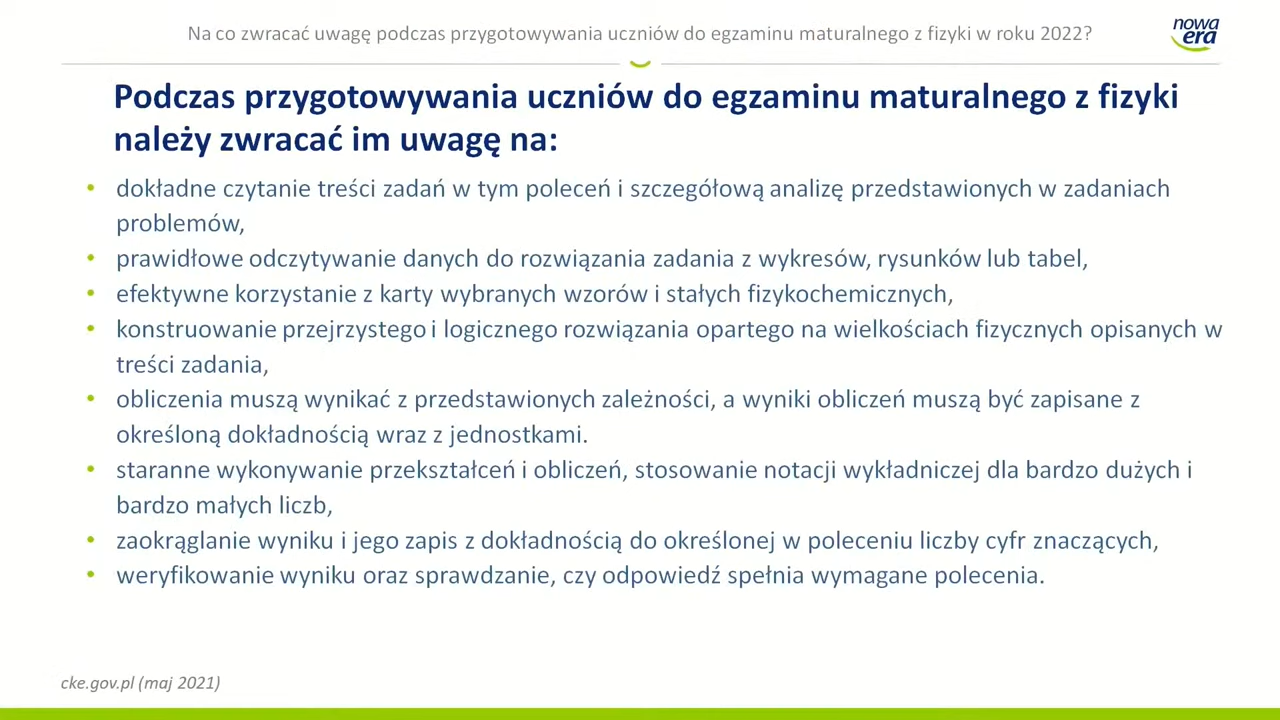 Na co zwracać uwagę podczas przygotowywania uczniów do egzaminu maturalnego z fizyki w roku 2022?
nowa
era
Podczas przygotowywania uczniów do egzaminu maturalnego z fizyki
należy zwracać im uwagę na:
• dokładne czytanie treści zadań w tym poleceń i szczegółową analizę przedstawionych w zadaniach
problemów,
• prawidłowe odczytywanie danych do rozwiązania zadania z wykresów, rysunków lub tabel,
• efektywne korzystanie z karty wybranych wzorów i stałych fizykochemicznych,
• konstruowanie przejrzystego i logicznego rozwiązania opartego na wielkościach fizycznych opisanych w
treści zadania,
• obliczenia muszą wynikać z przedstawionych zależności, a wyniki obliczeń muszą być zapisane z
określoną dokładnością wraz z jednostkami.
• staranne wykonywanie przekształceń i obliczeń, stosowanie notacji wykładniczej dla bardzo dużych i
bardzo małych liczb,
• zaokrąglanie wyniku i jego zapis z dokładnością do określonej w poleceniu liczby cyfr znaczących,
• weryfikowanie wyniku oraz sprawdzanie, czy odpowiedź spełnia wymagane polecenia.
cke.gov.pl (maj 2021)